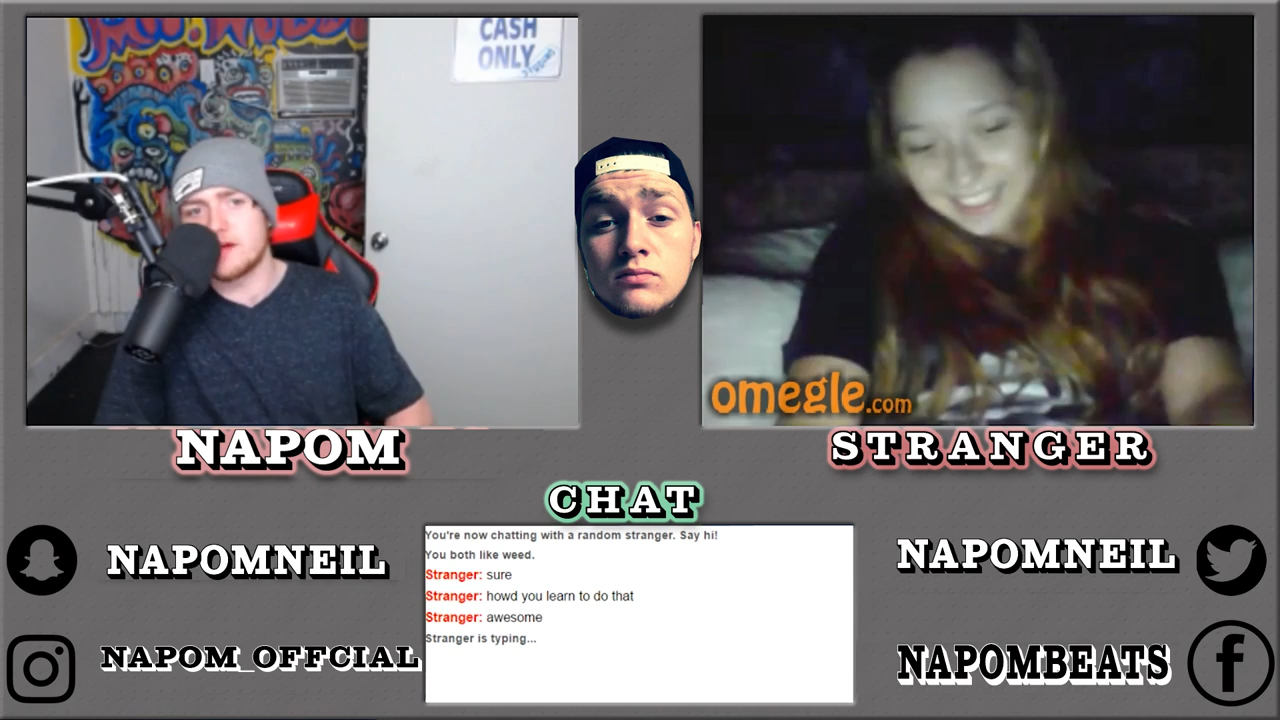 CASH
ONLY
omegle.com
NAPOM
STRANGER
CHAT
You're now chatting with a random stranger. Say hi!
You both like weed.
Stranger: sure
Stranger: howd you learn to do that
Stranger: awesome
Stranger is typing...
NAPOMNEIL
NAPOM_OFFCIAL
NAPOMNEIL
NAPOMBEATS